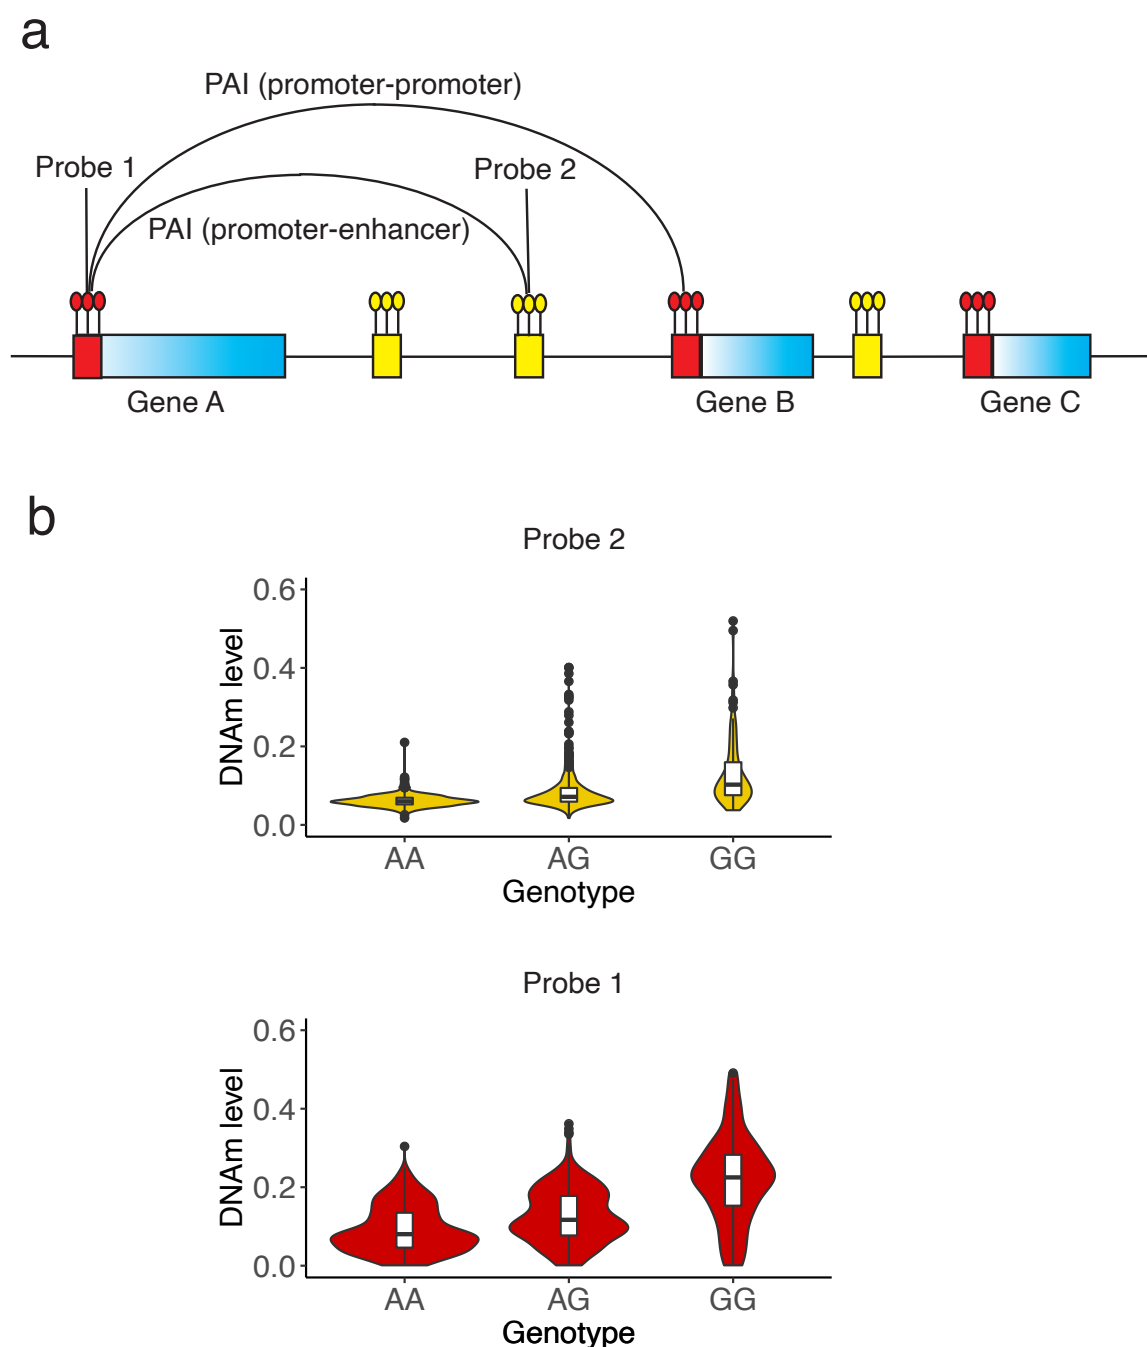 a
PAI (promoter-promoter)
Probe 1
Probe 2
PAI (promoter-enhancer)
Gene A
Gene B
Gene C
b
Probe 2
DNAm level
0.6
0.4
0.2
0.0
AA
AG
GG
Genotype
Probe 1
DNAm level
0.6
0.4
0.2
0.0
AA
AG
GG
Genotype